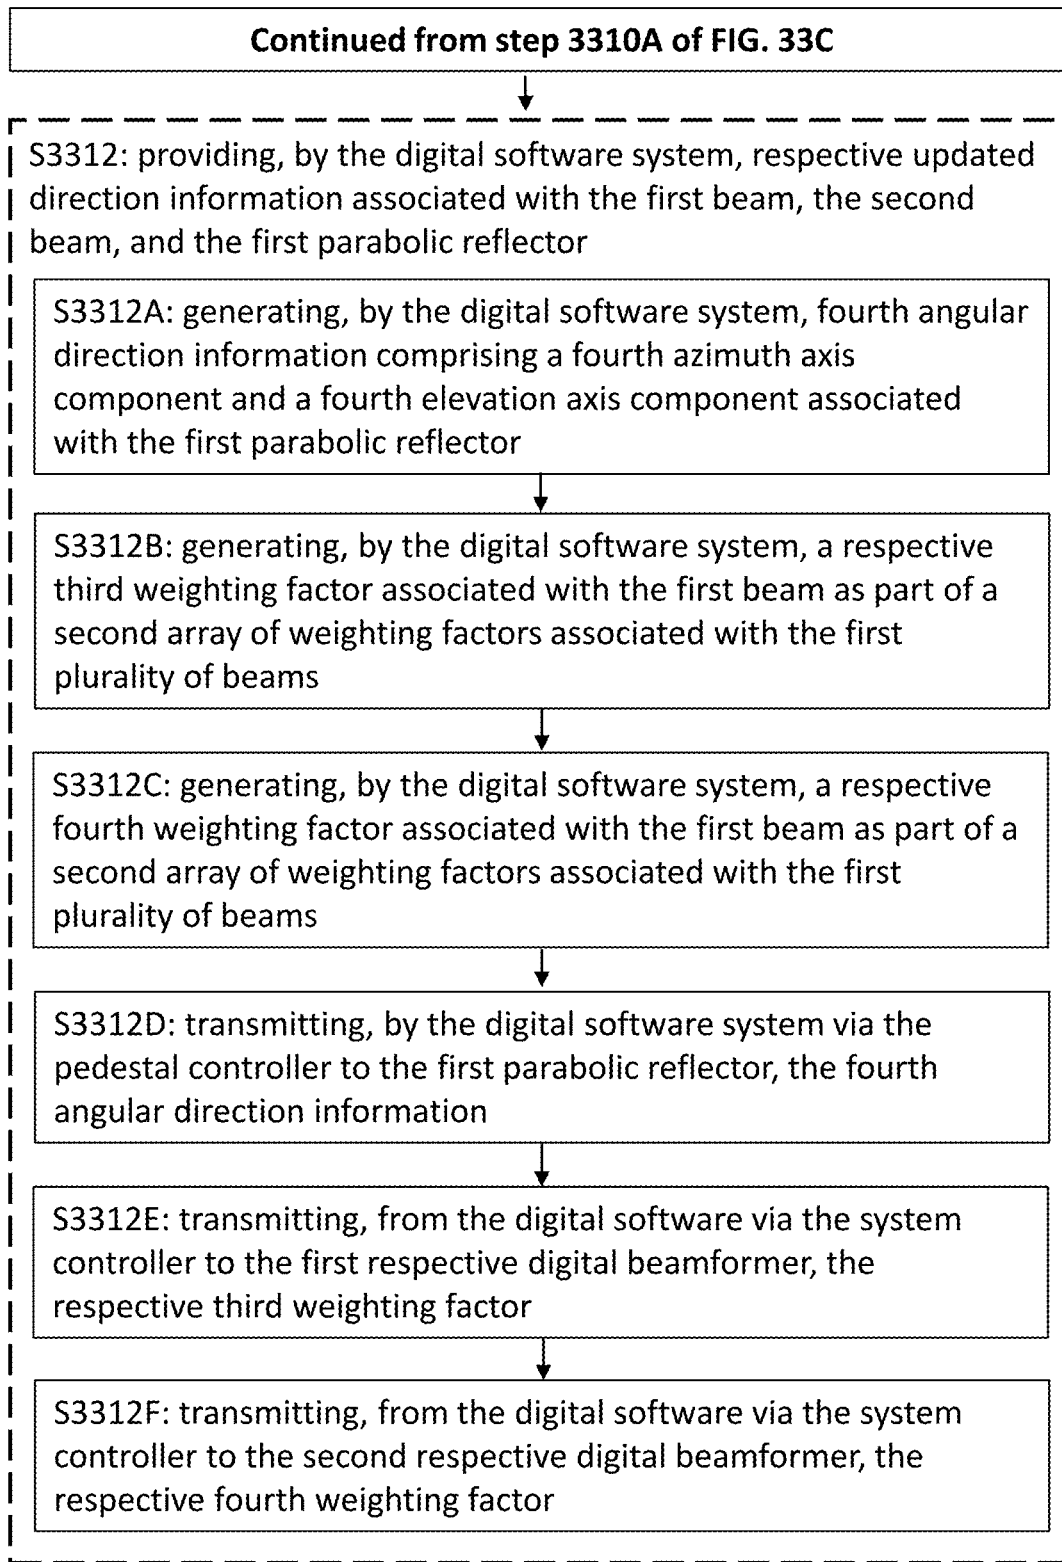 Continued from step 3310A of FIG. 33C
S3312: providing, by the digital software system, respective updated
direction information associated with the first beam, the second
beam, and the first parabolic reflector
S3312A: generating, by the digital software system, fourth angular
direction information comprising a fourth azimuth axis
component and a fourth elevation axis component associated
with the first parabolic reflector
S3312B: generating, by the digital software system, a respective
third weighting factor associated with the first beam as part of a
second array of weighting factors associated with the first
plurality of beams
S3312C: generating, by the digital software system, a respective
fourth weighting factor associated with the first beam as part of a
second array of weighting factors associated with the first
plurality of beams
S3312D: transmitting, by the digital software system via the
pedestal controller to the first parabolic reflector, the fourth
angular direction information
S3312E: transmitting, from the digital software via the system
controller to the first respective digital beamformer, the
respective third weighting factor
S3312F: transmitting, from the digital software via the system
controller to the second respective digital beamformer, the
respective fourth weighting factor